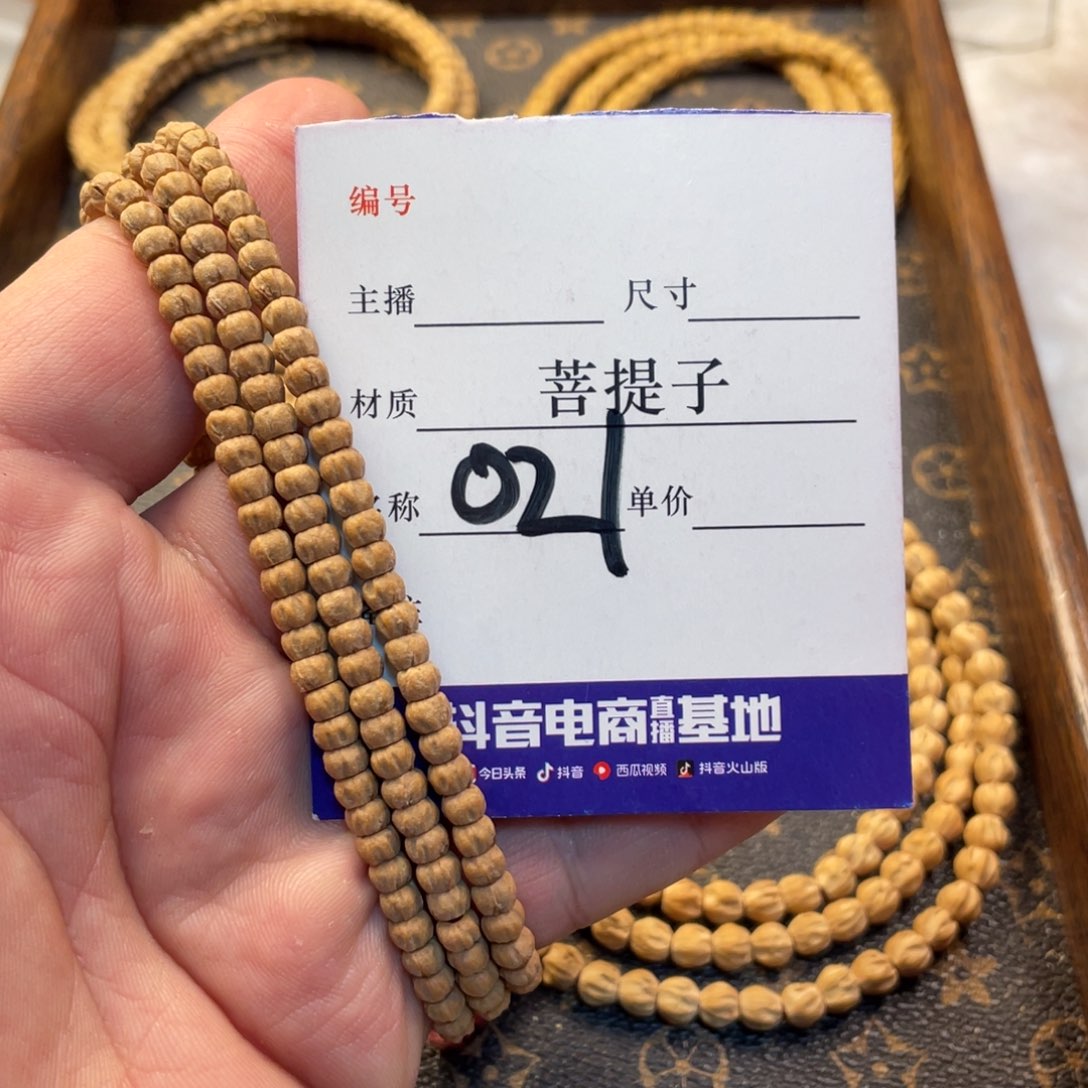 编号
主播 尺寸
材质 菩提子
称 021 单价
抖音电商直播基地
今日头条 抖音 西瓜视频 抖音火山版